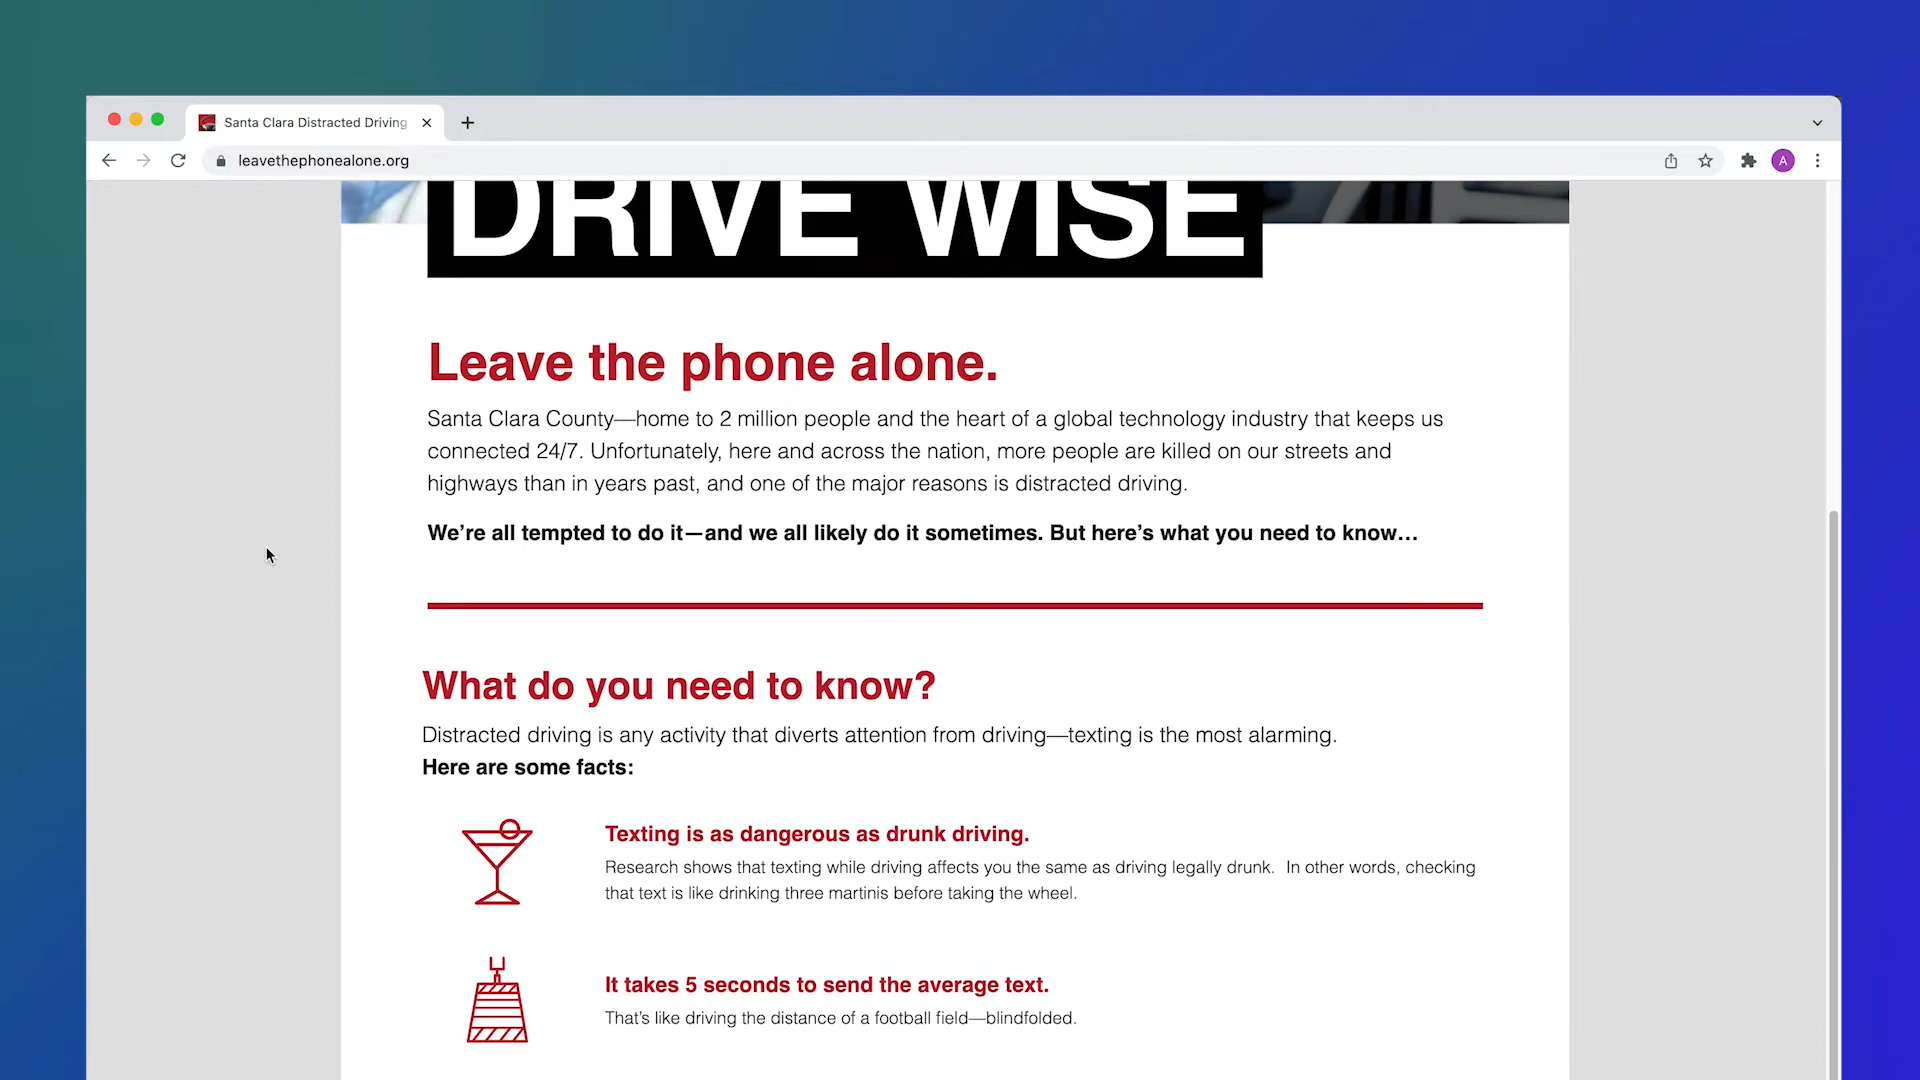 Santa Clara Distracted Driving
leavethephonealone.org
A
DRIVE WISE
Leave the phone alone.
Santa Clara County—home to 2 million people and the heart of a global technology industry that keeps us
connected 24/7. Unfortunately, here and across the nation, more people are killed on our streets and
highways than in years past, and one of the major reasons is distracted driving.
We’re all tempted to do it—and we all likely do it sometimes. But here’s what you need to know…
What do you need to know?
Distracted driving is any activity that diverts attention from driving—texting is the most alarming.
Here are some facts:
Texting is as dangerous as drunk driving.
Research shows that texting while driving affects you the same as driving legally drunk.  In other words, checking
that text is like drinking three martinis before taking the wheel.
It takes 5 seconds to send the average text.
That’s like driving the distance of a football field—blindfolded.